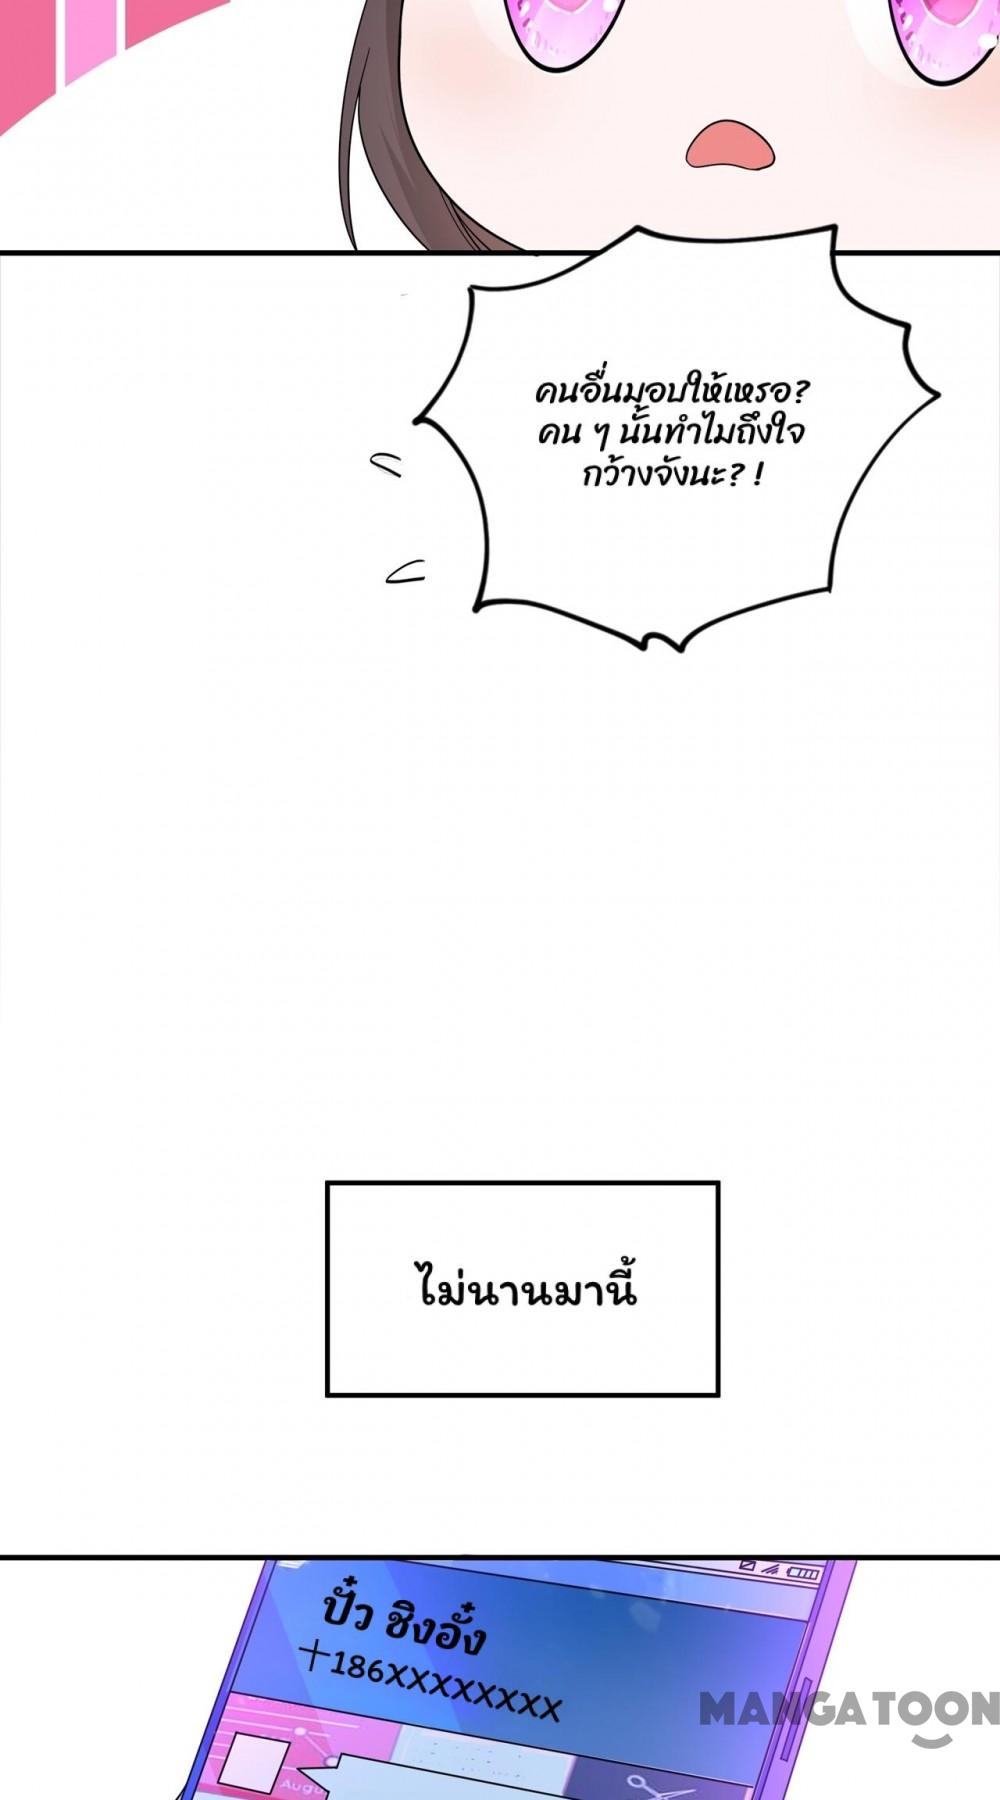 คนอื่นมอบให้เหรอ?
คน ๆ นั้นทำไมถึงใจ
กว้างจังนะ?!
ไม่นานมานี้
ปั๋ว ชิงอั๋ง
+186XXXXXXXX
MANGATOON
Augu